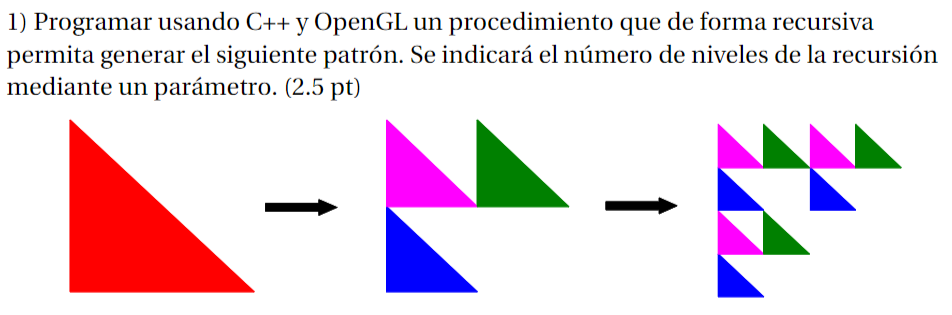 1) Programar usando C++ y OpenGL un procedimiento que de forma recursiva
permita generar el siguiente patrón. Se indicará el número de niveles de la recursión
mediante un parámetro. (2.5 pt)